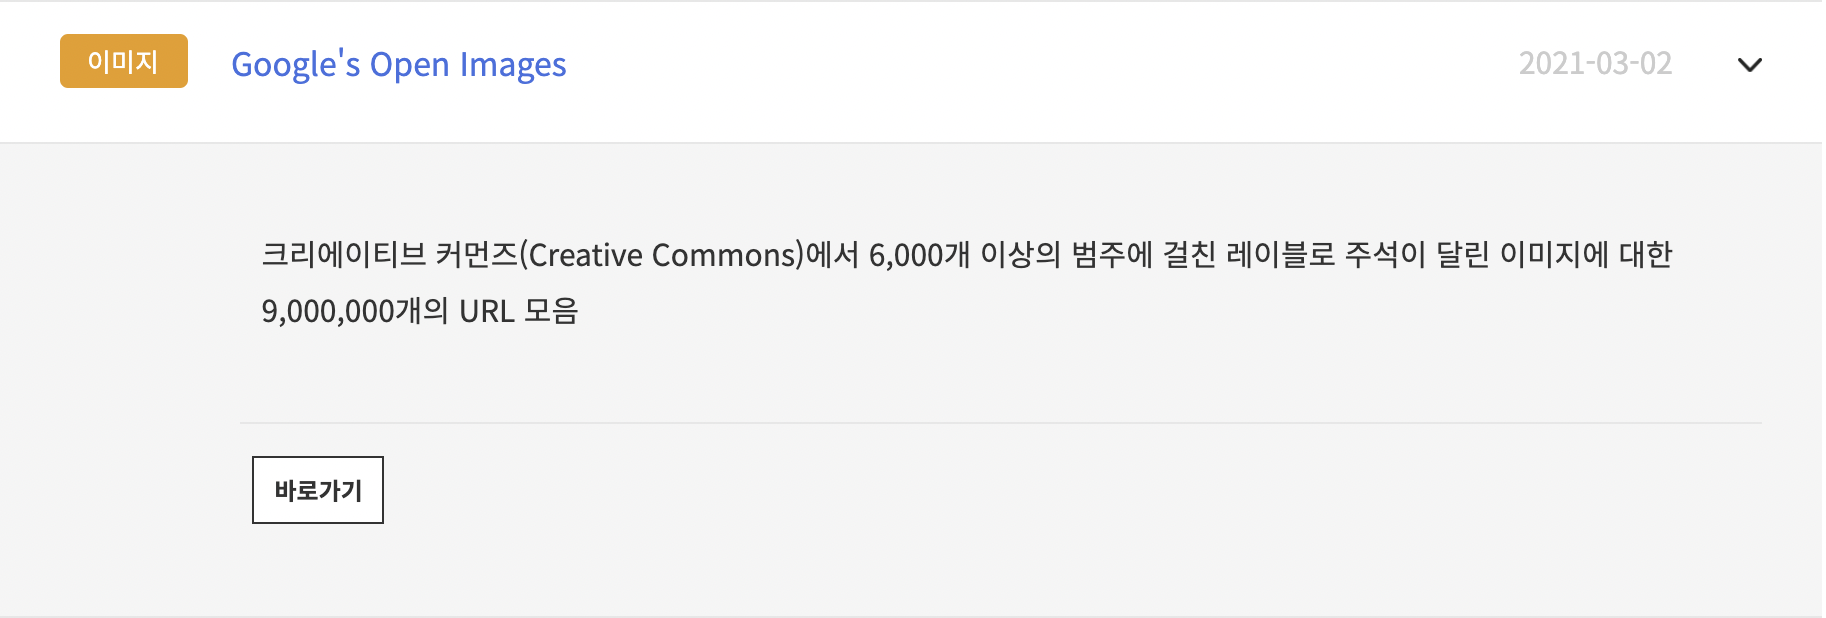 이미지
Google's Open Images
2021-03-02
크리에이티브 커먼즈(Creative Commons)에서 6,000개 이상의 범주에 걸친 레이블로 주석이 달린 이미지에 대한
9,000,000개의 URL 모음
바로가기